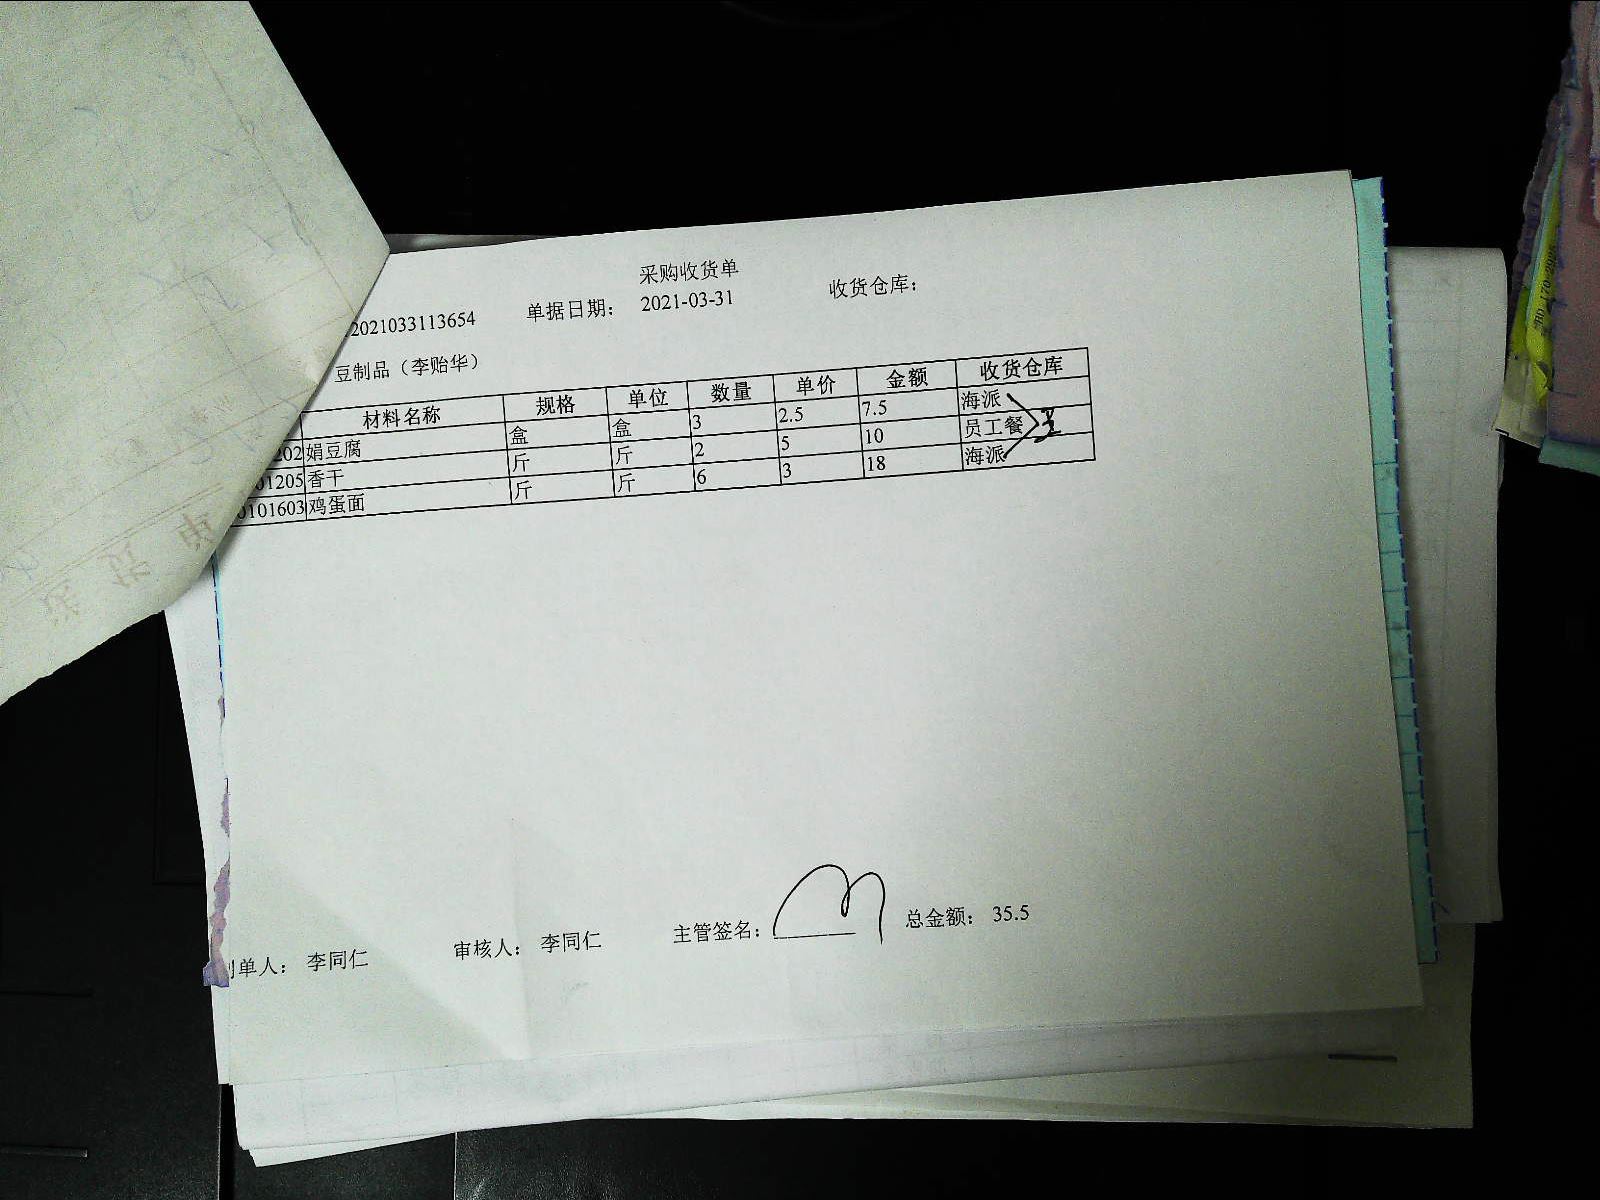 采购收货单
2021033113654 单据日期： 2021-03-31 收货仓库：
豆制品（李贻华）
材料名称 规格 单位 数量 单价 金额 收货仓库
202 娟豆腐 盒 盒 3 2.5 7.5 海派
01205 香干 斤 斤 2 5 10 员工餐
0101603 鸡蛋面 斤 斤 6 3 18 海派
制单人： 李同仁 审核人： 李同仁 主管签名： 总金额： 35.5